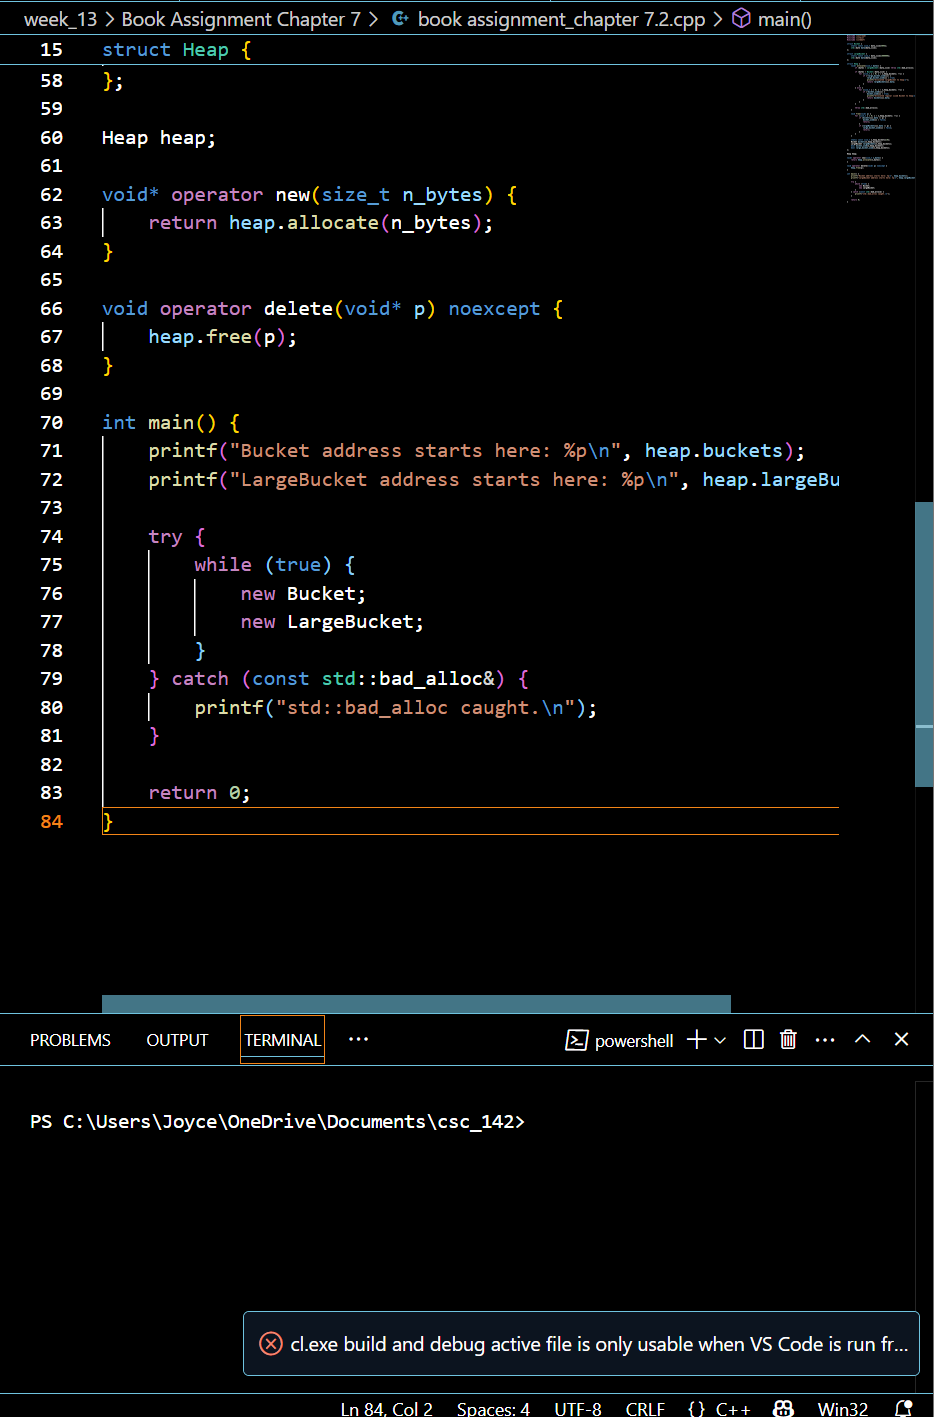 week_13 > Book Assignment Chapter 7 > book assignment_chapter 7.2.cpp > main()
15 struct Heap {
58 };
59
60 Heap heap;
61
62 void* operator new(size_t n_bytes) {
63     return heap.allocate(n_bytes);
64 }
65
66 void operator delete(void* p) noexcept {
67     heap.free(p);
68 }
69
70 int main() {
71     printf("Bucket address starts here: %p\n", heap.buckets);
72     printf("LargeBucket address starts here: %p\n", heap.largeBu
73
74     try {
75         while (true) {
76             new Bucket;
77             new LargeBucket;
78         }
79     } catch (const std::bad_alloc&) {
80         printf("std::bad_alloc caught.\n");
81     }
82
83     return 0;
84 }
PROBLEMS OUTPUT TERMINAL ··· powershell
PS C:\Users\Joyce\OneDrive\Documents\csc_142>
cl.exe build and debug active file is only usable when VS Code is run fr...
Ln 84, Col 2 Spaces: 4 UTF-8 CRLF {} C++ Win32